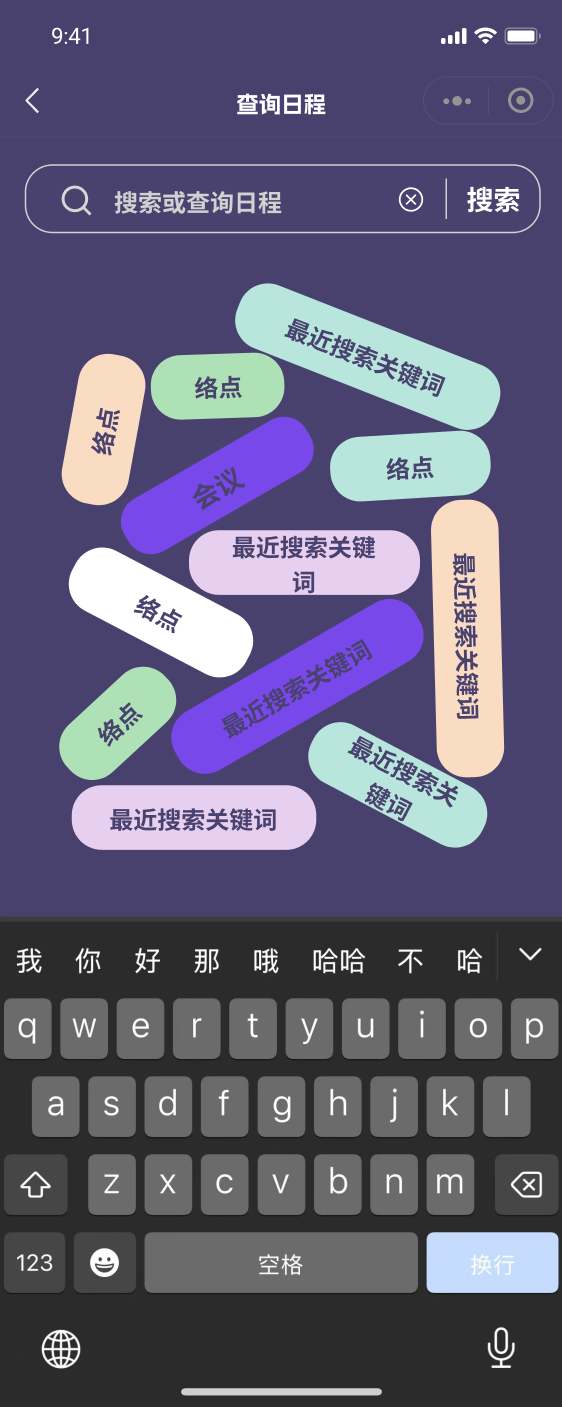 9:41
查询日程
搜索或查询日程
搜索
最近搜索关键词
络点
络点
络点
会议
最近搜索关键
词
最近搜索关键词
络点
最近搜索关键词
络点
最近搜索关
键词
最近搜索关键词
我 你 好 那 哦 哈哈 不 哈
q w e r t y u i o p
a s d f g h j k l
z x c v b n m
123 空格 换行